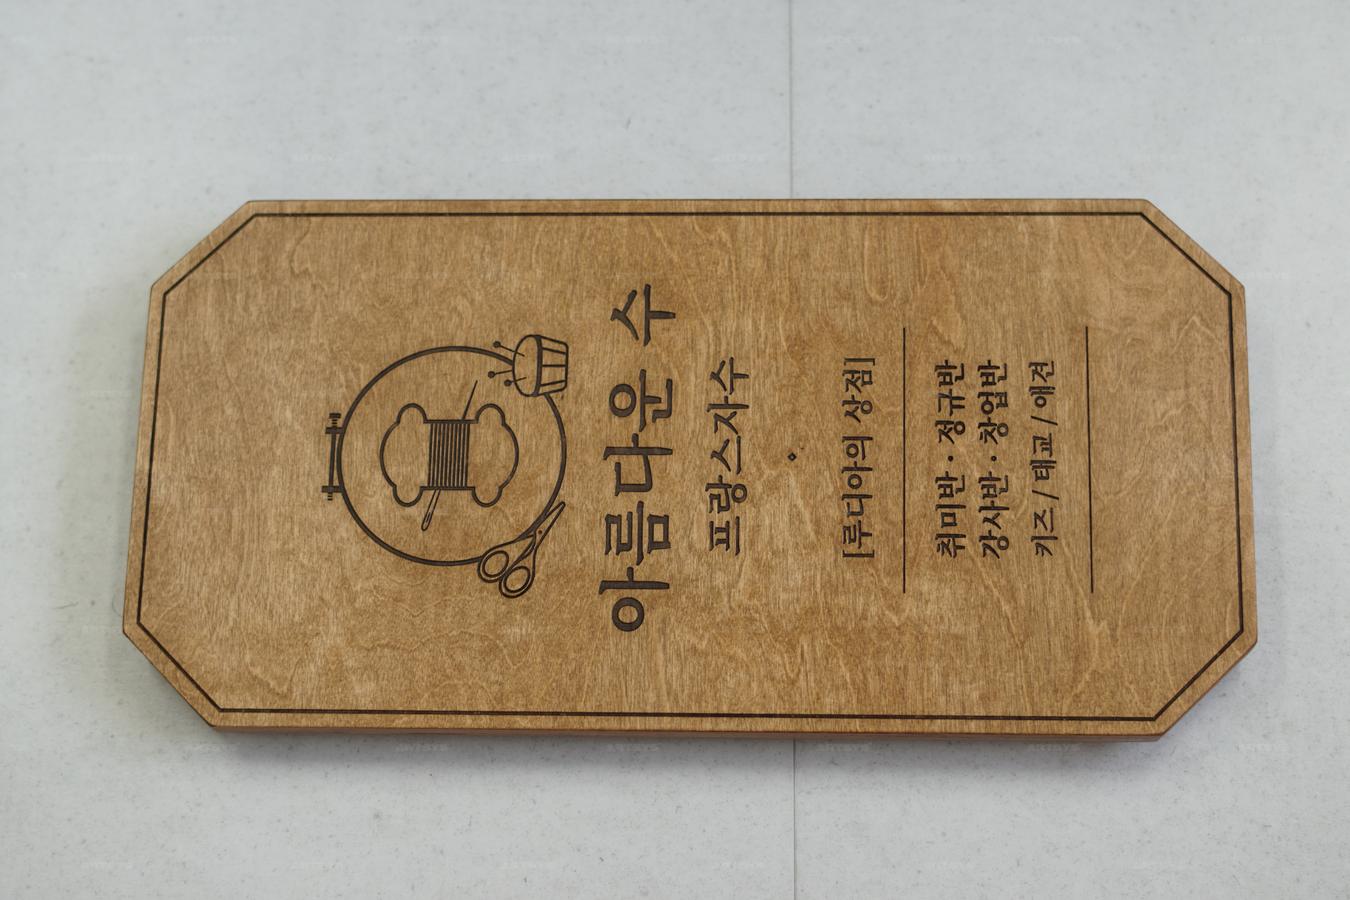 아름다운 수
프랑스자수
[루디아의 상점]
취미반 · 정규반
강사반 · 창업반
키즈 / 태교 / 애견